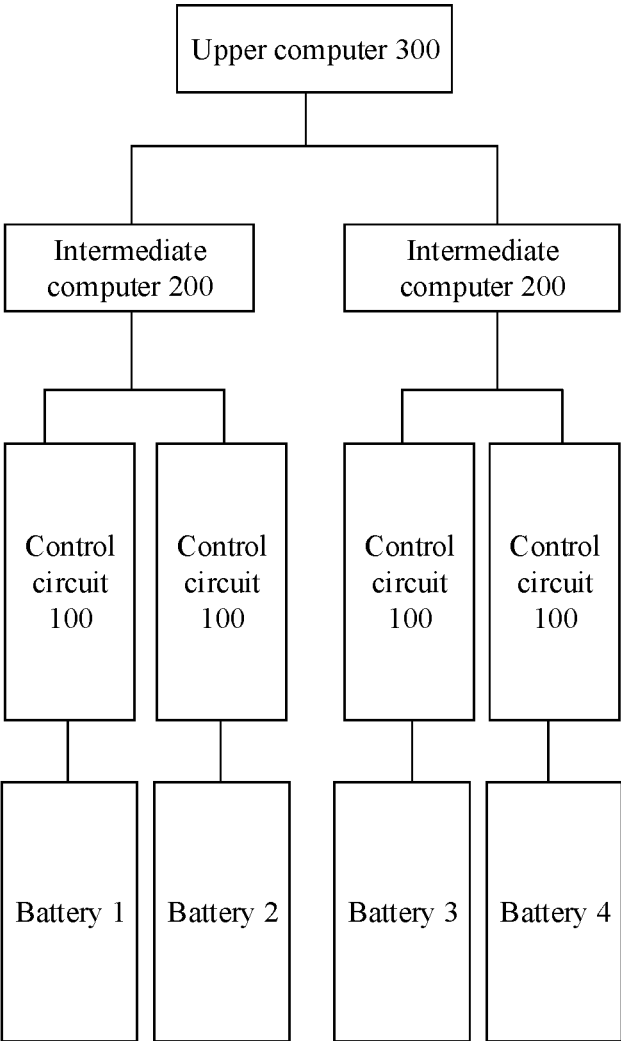 Upper computer 300
Intermediate
computer 200
Intermediate
computer 200
Control
circuit
100
Control
circuit
100
Control
circuit
100
Control
circuit
100
Battery 1
Battery 2
Battery 3
Battery 4